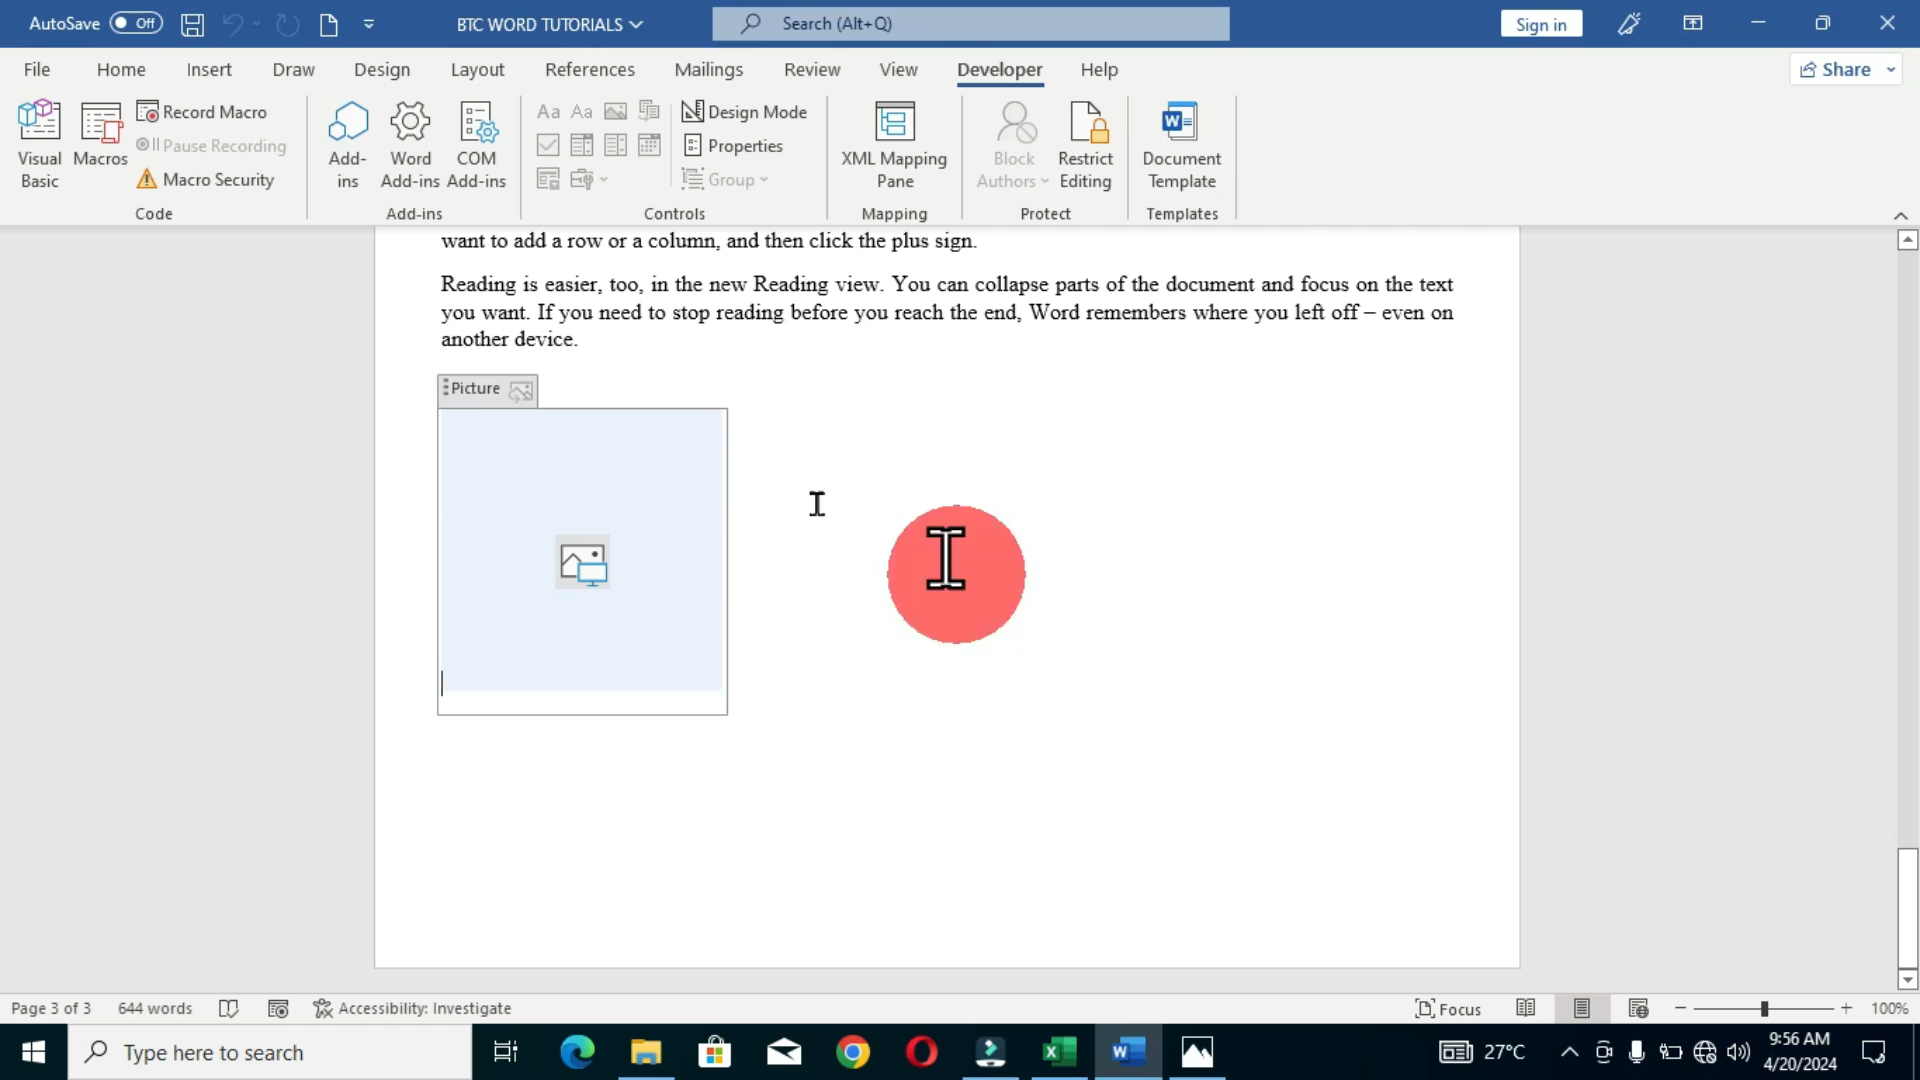 AutoSave Off BTC WORD TUTORIALS Search (Alt+Q) Sign in
File Home Insert Draw Design Layout References Mailings Review View Developer Help Share
Visual Basic
Macros
Record Macro
Pause Recording
Macro Security
Code
Add-ins
Word Add-ins
COM Add-ins
Add-ins
Aa Aa
Design Mode
Properties
Group
Controls
XML Mapping Pane
Mapping
Block Authors
Restrict Editing
Protect
Document Template
Templates
want to add a row or a column, and then click the plus sign.
Reading is easier, too, in the new Reading view. You can collapse parts of the document and focus on the text
you want. If you need to stop reading before you reach the end, Word remembers where you left off – even on
another device.
Picture
Page 3 of 3 644 words Accessibility: Investigate Focus 100%
Type here to search 27°C 9:56 AM
4/20/2024